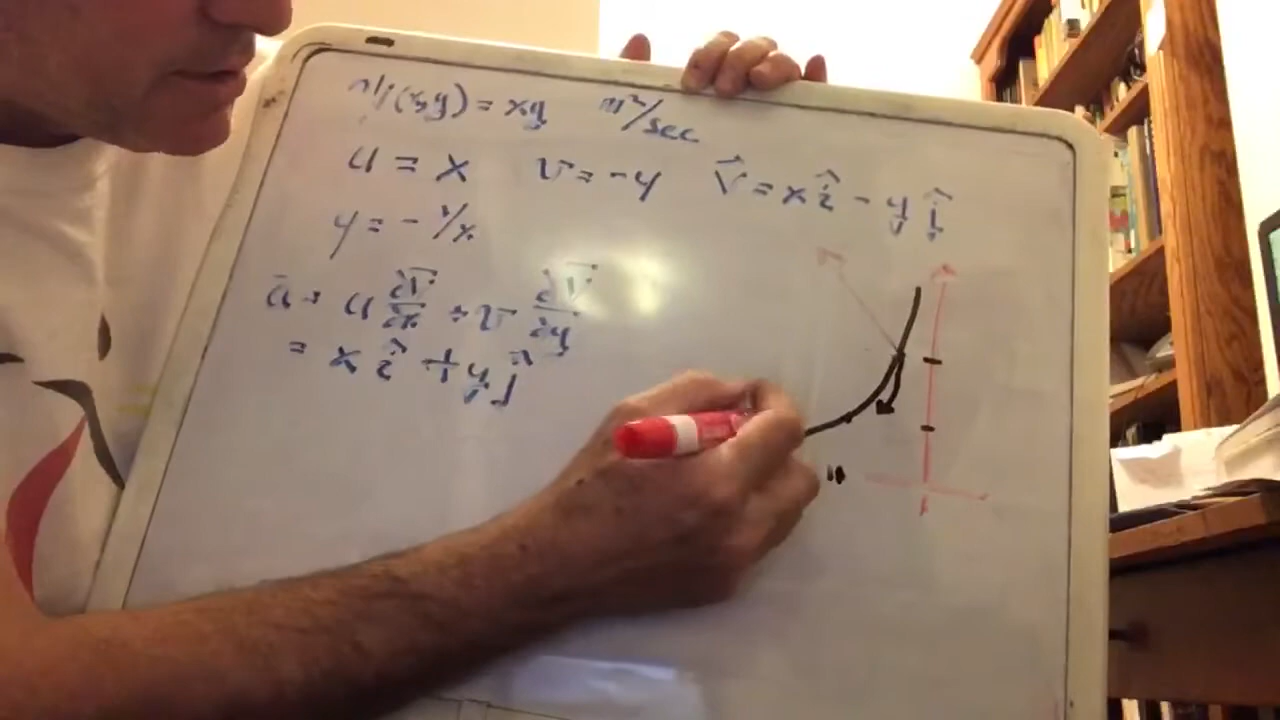 ψ(x,y) = xy m²/sec
u = x v = -y V⃗ = x î - y ĵ
y = - 1/x
a⃗ = u ∂V⃗/∂x + v ∂V⃗/∂y
= x î + y ĵ